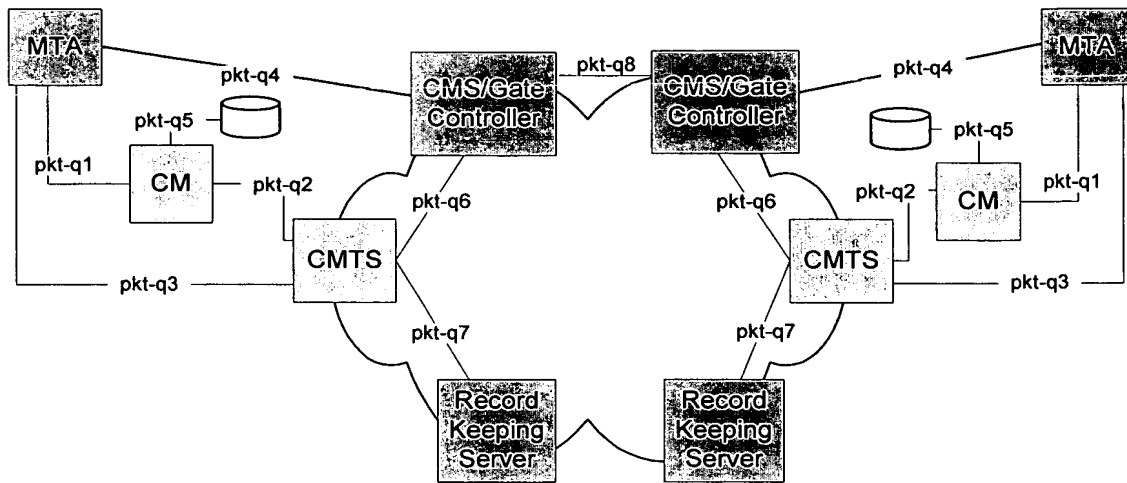 MTA
pkt-q4
CMS/Gate
Controller
pkt-q8
CMS/Gate
Controller
pkt-q4
MTA
pkt-q5
pkt-q1
CM
pkt-q2
pkt-q6
CMTS
pkt-q3
pkt-q7
Record
Keeping
Server
pkt-q5
pkt-q2
CM
pkt-q1
pkt-q6
CMTS
pkt-q3
pkt-q7
Record
Keeping
Server